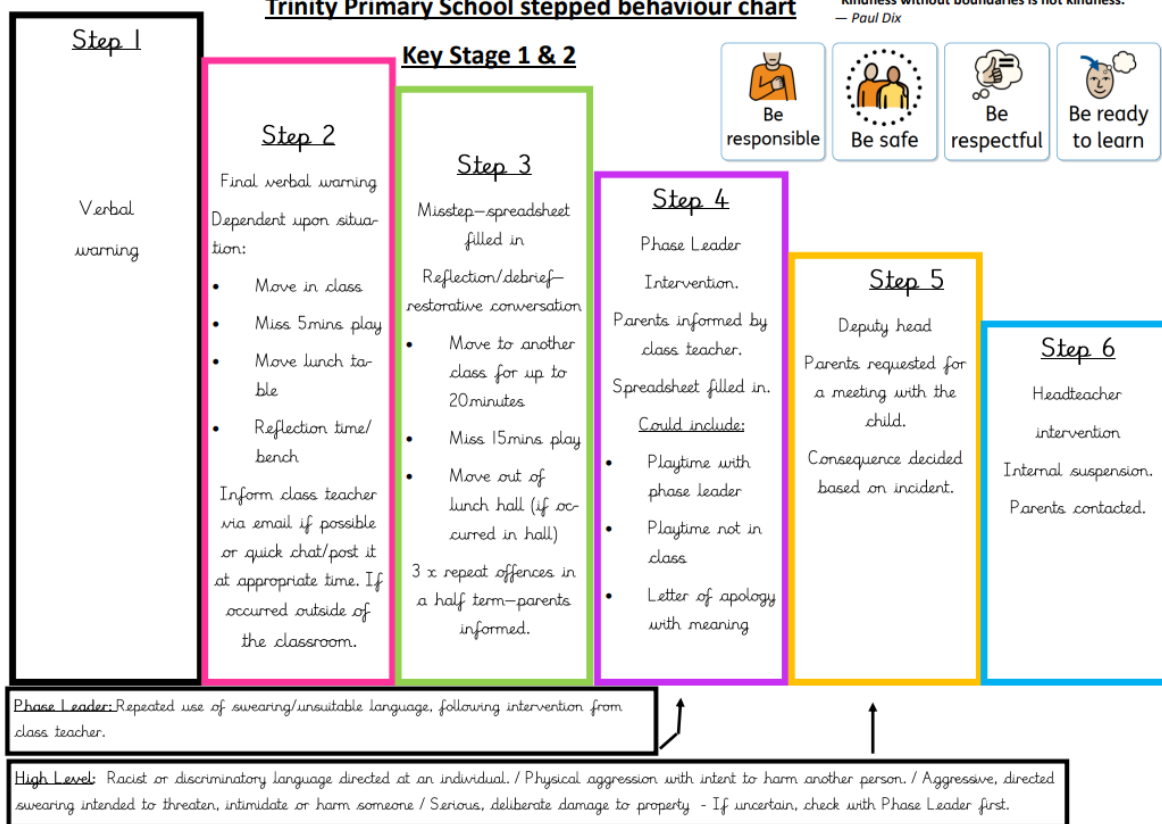 Trinity Primary School stepped behaviour chart
Key Stage 1 & 2
"Kindness without boundaries is not kindness."
— Paul Dix
Be
responsible
Be safe
Be
respectful
Be ready
to learn
Step 1
Verbal
warning
Step 2
Final verbal warning
Dependent upon situa-
tion:
• Move in class
• Miss 5mins play
• Move lunch ta-
ble
• Reflection time/
bench
Inform class teacher
via email if possible
or quick chat/post it
at appropriate time. If
occurred outside of
the classroom.
Step 3
Misstep—spreadsheet
filled in
Reflection/debrief—
restorative conversation
• Move to another
class for up to
20minutes
• Miss 15mins play
• Move out of
lunch hall (if oc-
curred in hall)
3 x repeat offences in
a half term—parents
informed.
Step 4
Phase Leader
Intervention.
Parents informed by
class teacher.
Spreadsheet filled in.
Could include:
• Playtime with
phase leader
• Playtime not in
class
• Letter of apology
with meaning
Step 5
Deputy head
Parents requested for
a meeting with the
child.
Consequence decided
based on incident.
Step 6
Headteacher
intervention
Internal suspension.
Parents contacted.
Phase Leader: Repeated use of swearing/unsuitable language, following intervention from
class teacher.
High Level: Racist or discriminatory language directed at an individual. / Physical aggression with intent to harm another person. / Aggressive, directed
swearing intended to threaten, intimidate or harm someone / Serious, deliberate damage to property - If uncertain, check with Phase Leader first.